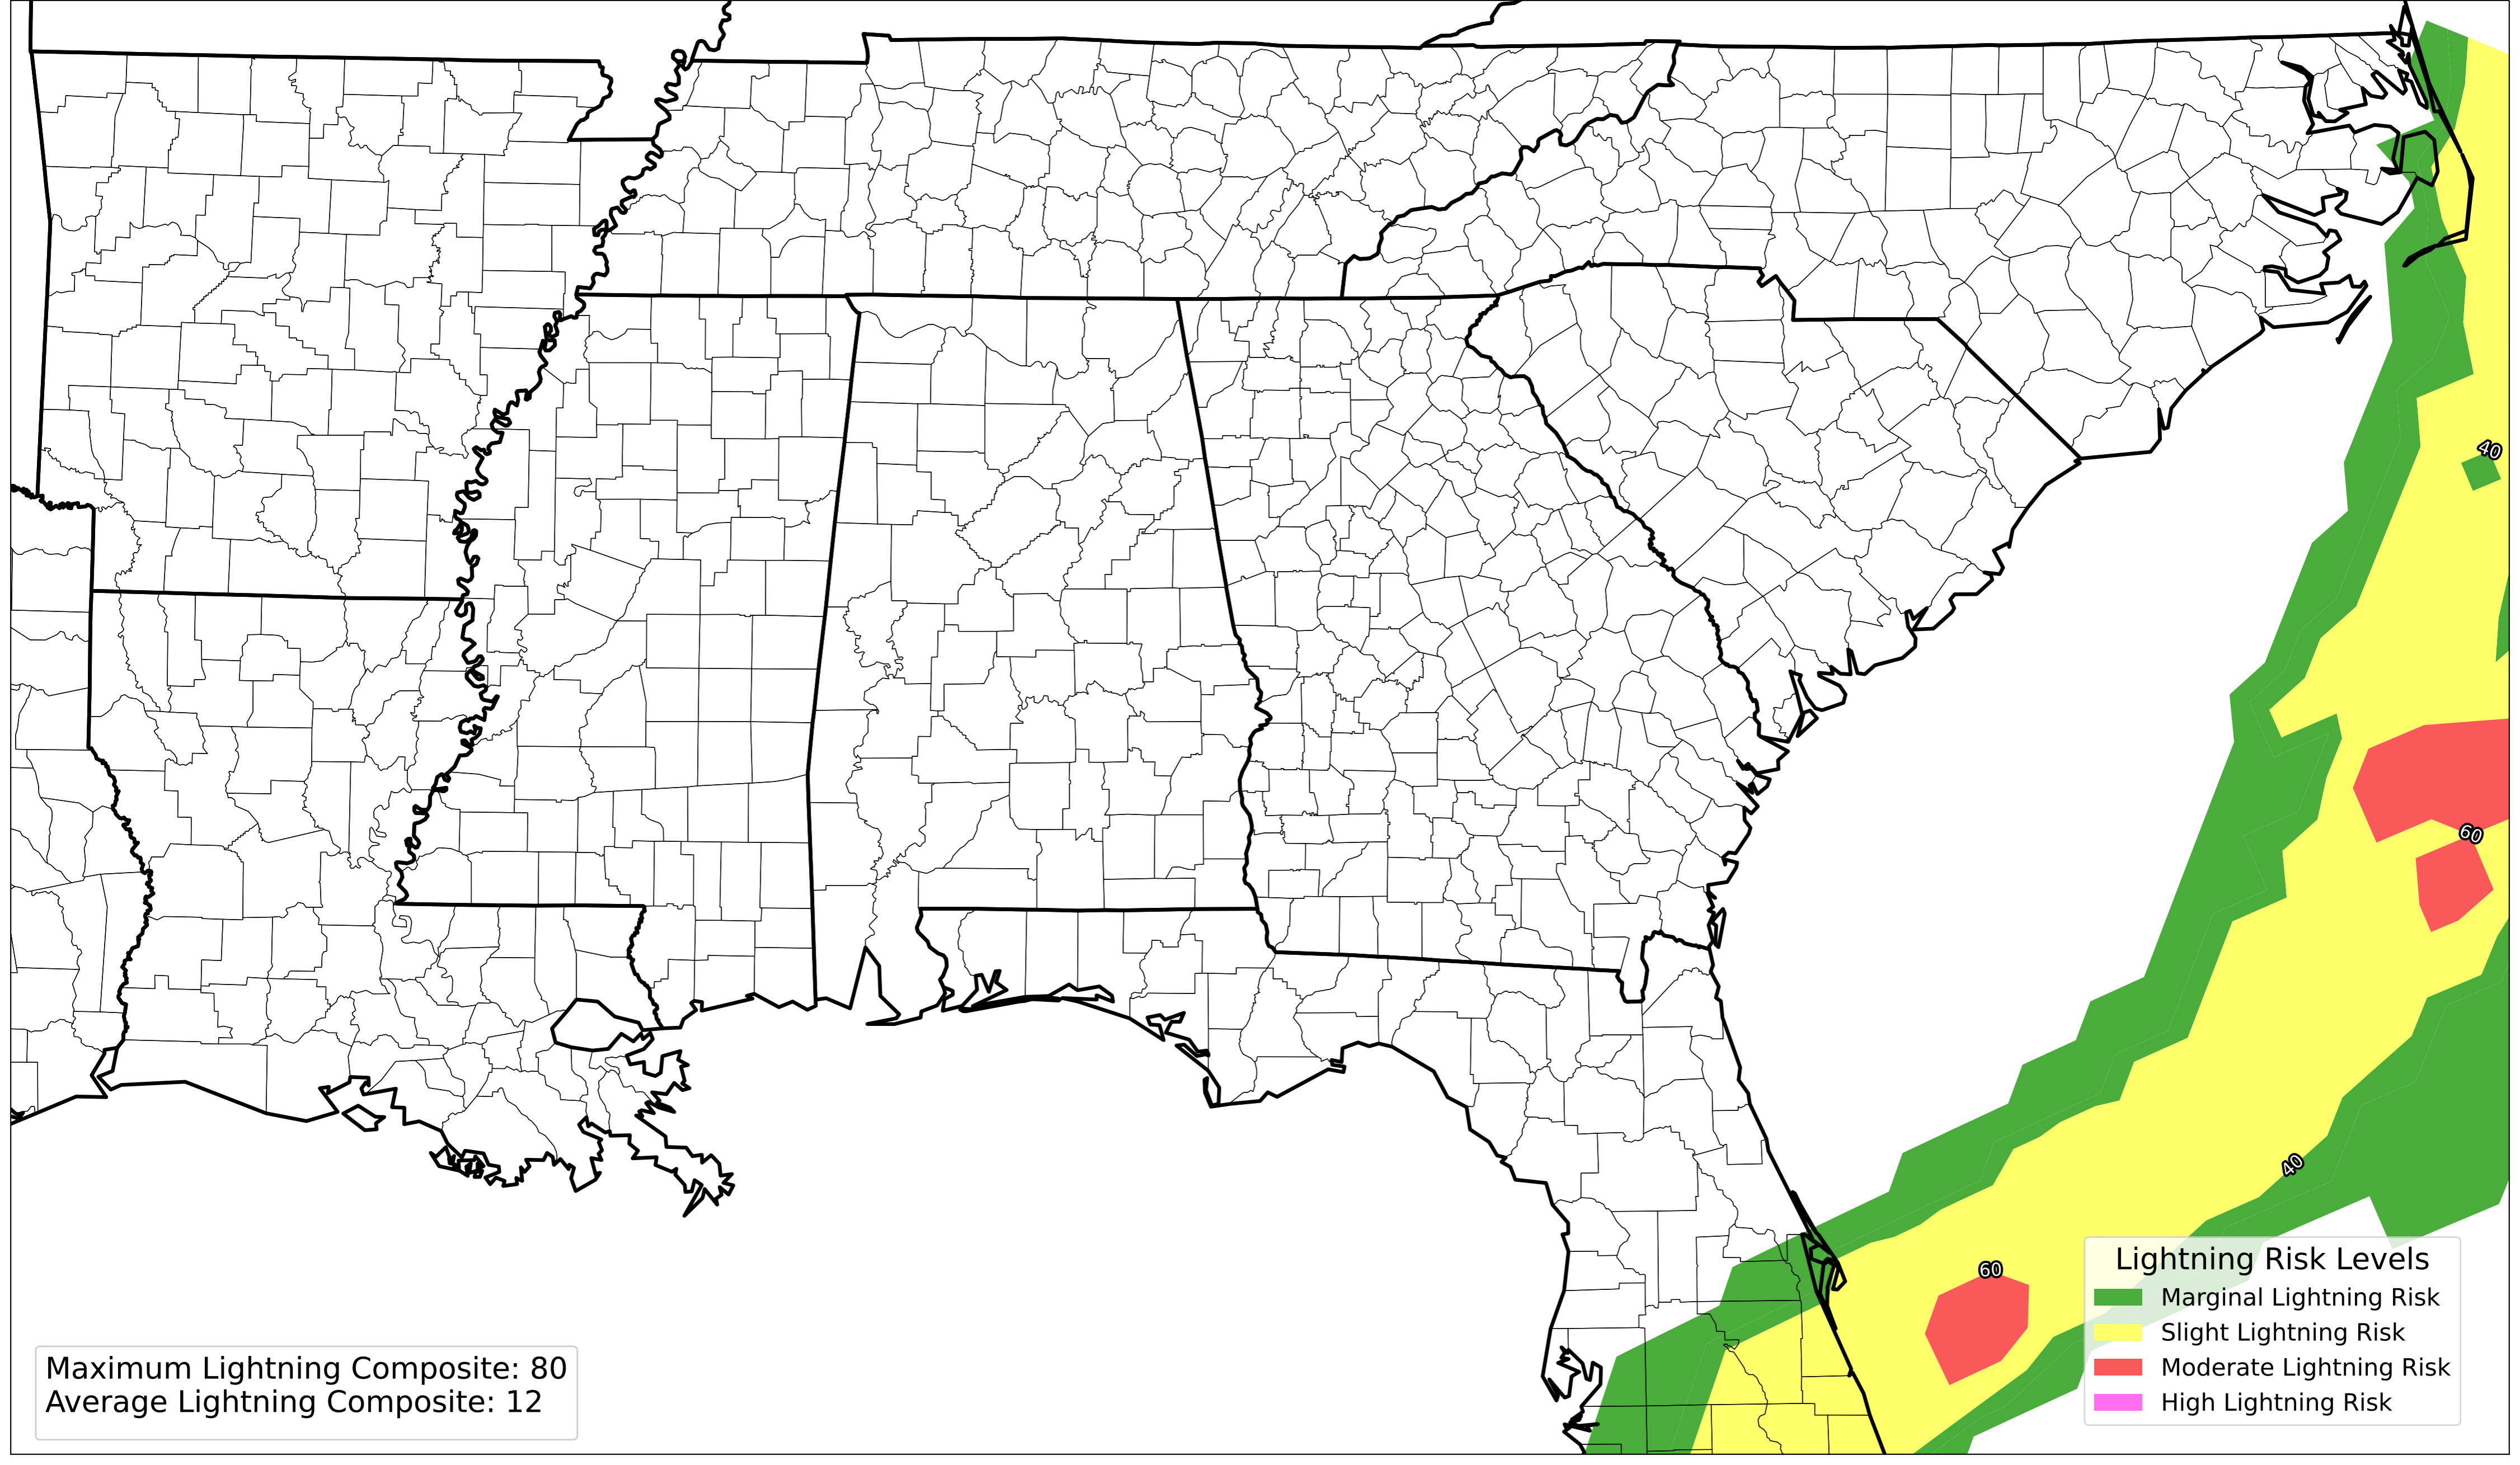 40
60
40
60
Lightning Risk Levels
Marginal Lightning Risk
Slight Lightning Risk
Moderate Lightning Risk
High Lightning Risk
Maximum Lightning Composite: 80
Average Lightning Composite: 12